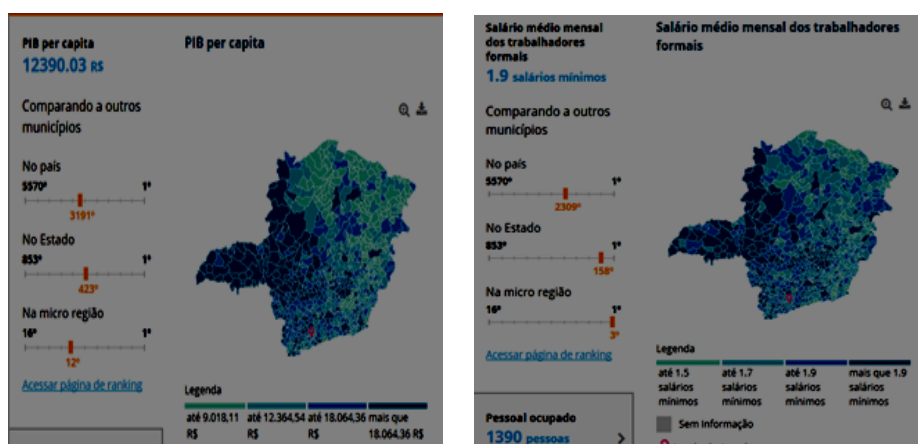 PIB per capita
12390.03 R$
Comparando a outros
municípios
No país
5570º 1º
3191º
No Estado
853º 1º
423º
Na micro região
16º 1º
12º
Acessar página de ranking
PIB per capita
Legenda
até 9.018,11 R$
até 12.364,54 R$
até 18.064,36 R$
mais que 18.064,36 R$
Salário médio mensal
dos trabalhadores
formais
1.9 salários mínimos
Comparando a outros
municípios
No país
5570º 1º
2309º
No Estado
853º 1º
158º
Na micro região
16º 1º
3º
Acessar página de ranking
Pessoal ocupado
1390 pessoas
Salário médio mensal dos trabalhadores
formais
Legenda
até 1.5 salários mínimos
até 1.7 salários mínimos
até 1.9 salários mínimos
mais que 1.9 salários mínimos
Sem Informação